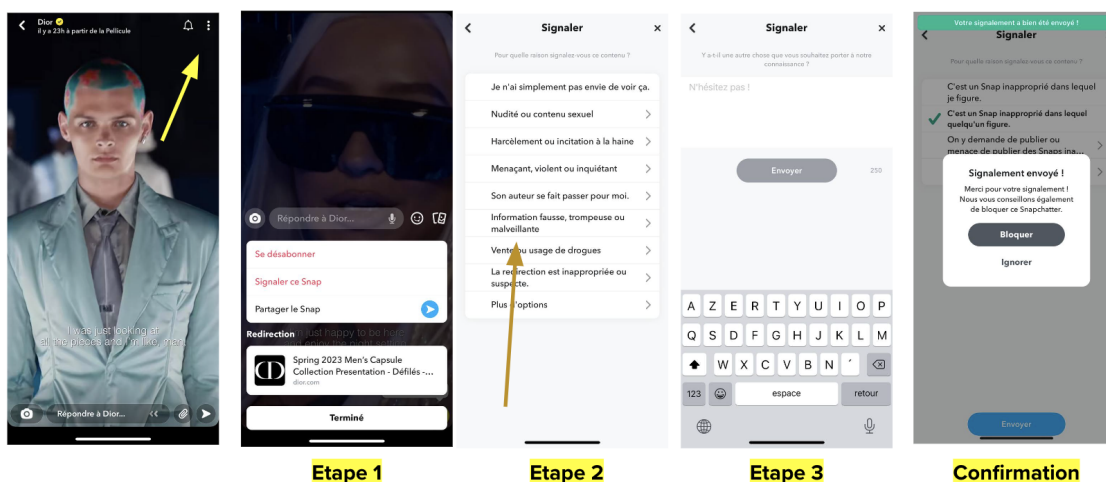 Dior
il y a 23h à partir de la Pellicule
I was just looking at
all the pieces and I'm like, man,
Répondre à Dior...
Répondre à Dior...
Se désabonner
Signaler ce Snap
Partager le Snap
Redirection
Spring 2023 Men's Capsule
Collection Presentation - Défilés -...
dior.com
Terminé
Etape 1
Signaler
Pour quelle raison signalez-vous ce contenu ?
Je n'ai simplement pas envie de voir ça.
Nudité ou contenu sexuel
Harcèlement ou incitation à la haine
Menaçant, violent ou inquiétant
Son auteur se fait passer pour moi.
Information fausse, trompeuse ou
malveillante
Vente ou usage de drogues
La redirection est inappropriée ou
suspecte.
Plus d'options
Etape 2
Signaler
Y a-t-il une autre chose que vous souhaitez porter à notre
connaissance ?
N'hésitez pas !
Envoyer
250
A Z E R T Y U I O P
Q S D F G H J K L M
W X C V B N ´
123 espace retour
Etape 3
Votre signalement a bien été envoyé !
Signaler
Pour quelle raison signalez-vous ce contenu ?
C'est un Snap inapproprié dans lequel
je figure.
C'est un Snap inapproprié dans lequel
quelqu'un figure.
On y demande de publier ou
menace de publier des Snaps ina...
Signalement envoyé !
Merci pour votre signalement !
Nous vous conseillons également
de bloquer ce Snapchatter.
Bloquer
Ignorer
Envoyer
Confirmation